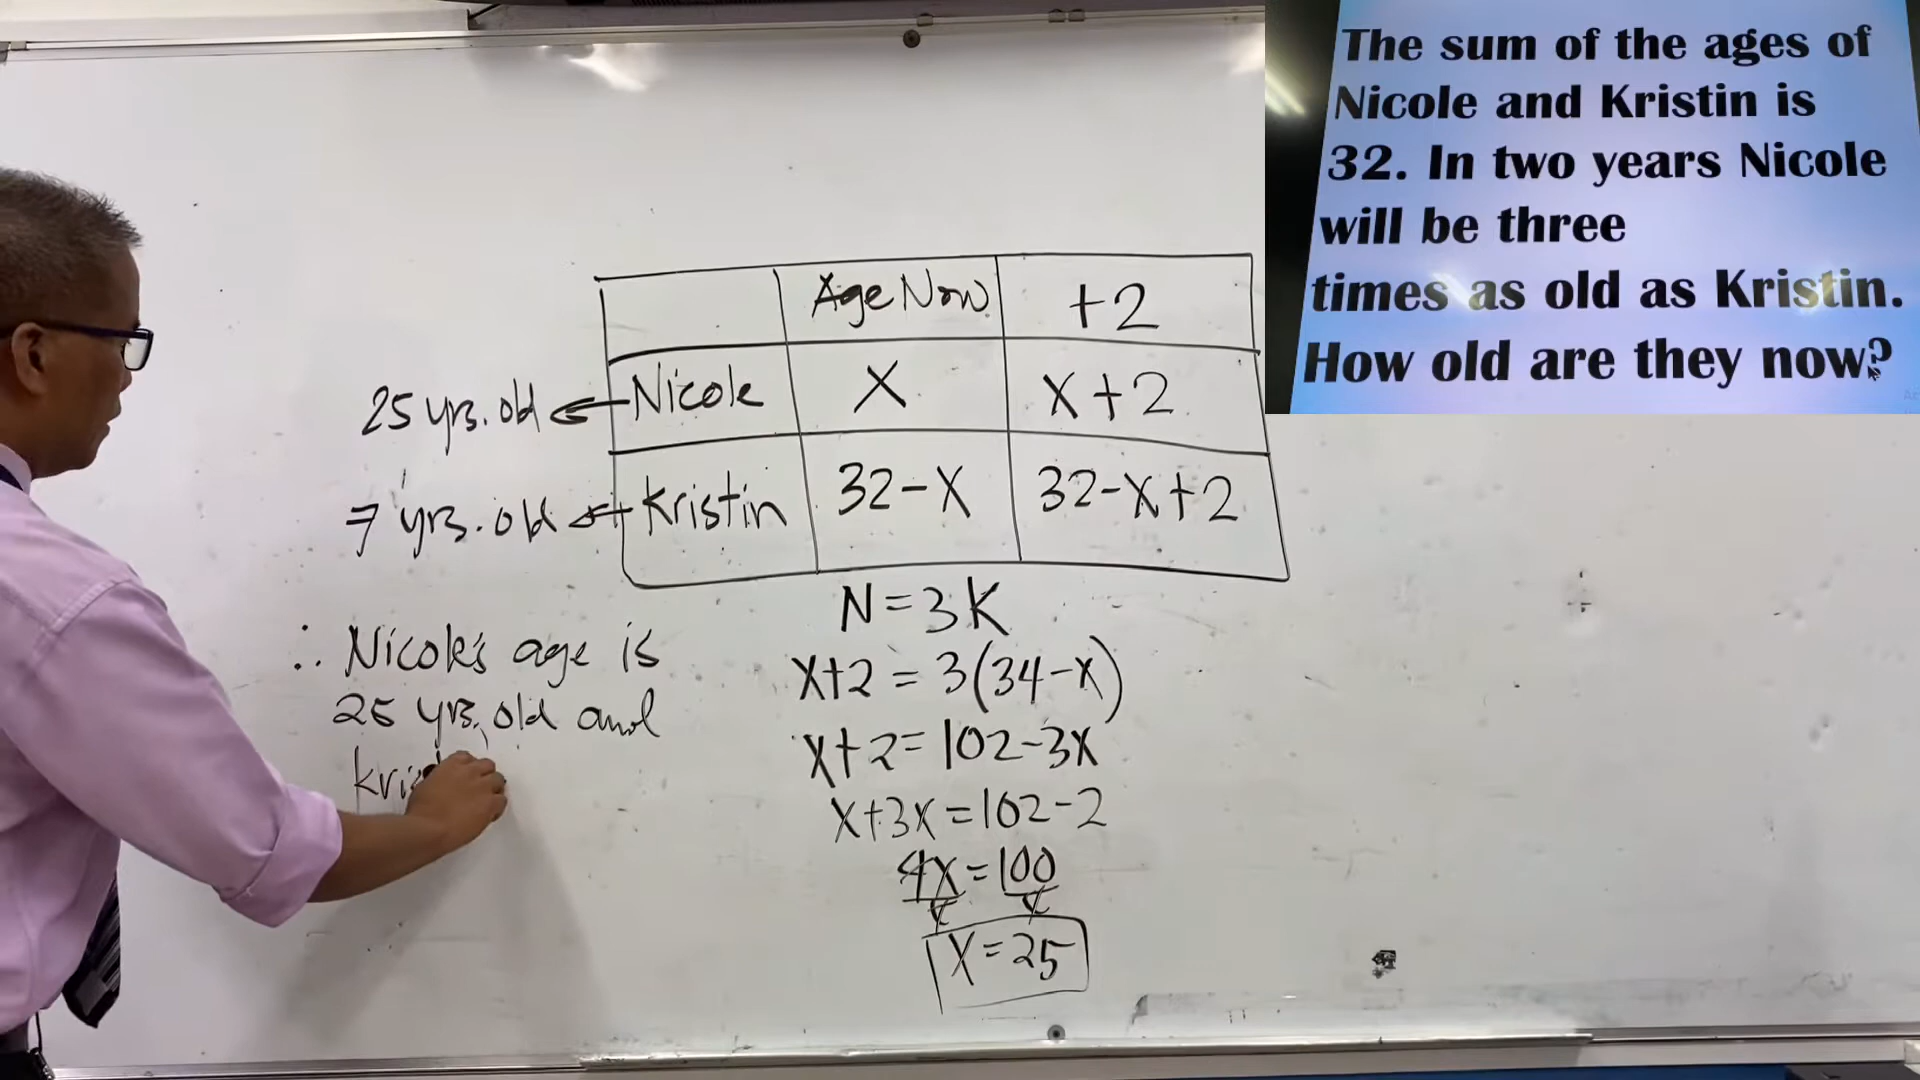 The sum of the ages of
Nicole and Kristin is
32. In two years Nicole
will be three
times as old as Kristin.
How old are they now?
Age Now +2
25 yrs. old ← Nicole X X+2
7 yrs. old ← Kristin 32-X 32-X+2
N=3K
X+2=3(34-X)
X+2=102-3X
X+3X=102-2
4X=100
X=25
∴ Nicole's age is
25 yrs. old and